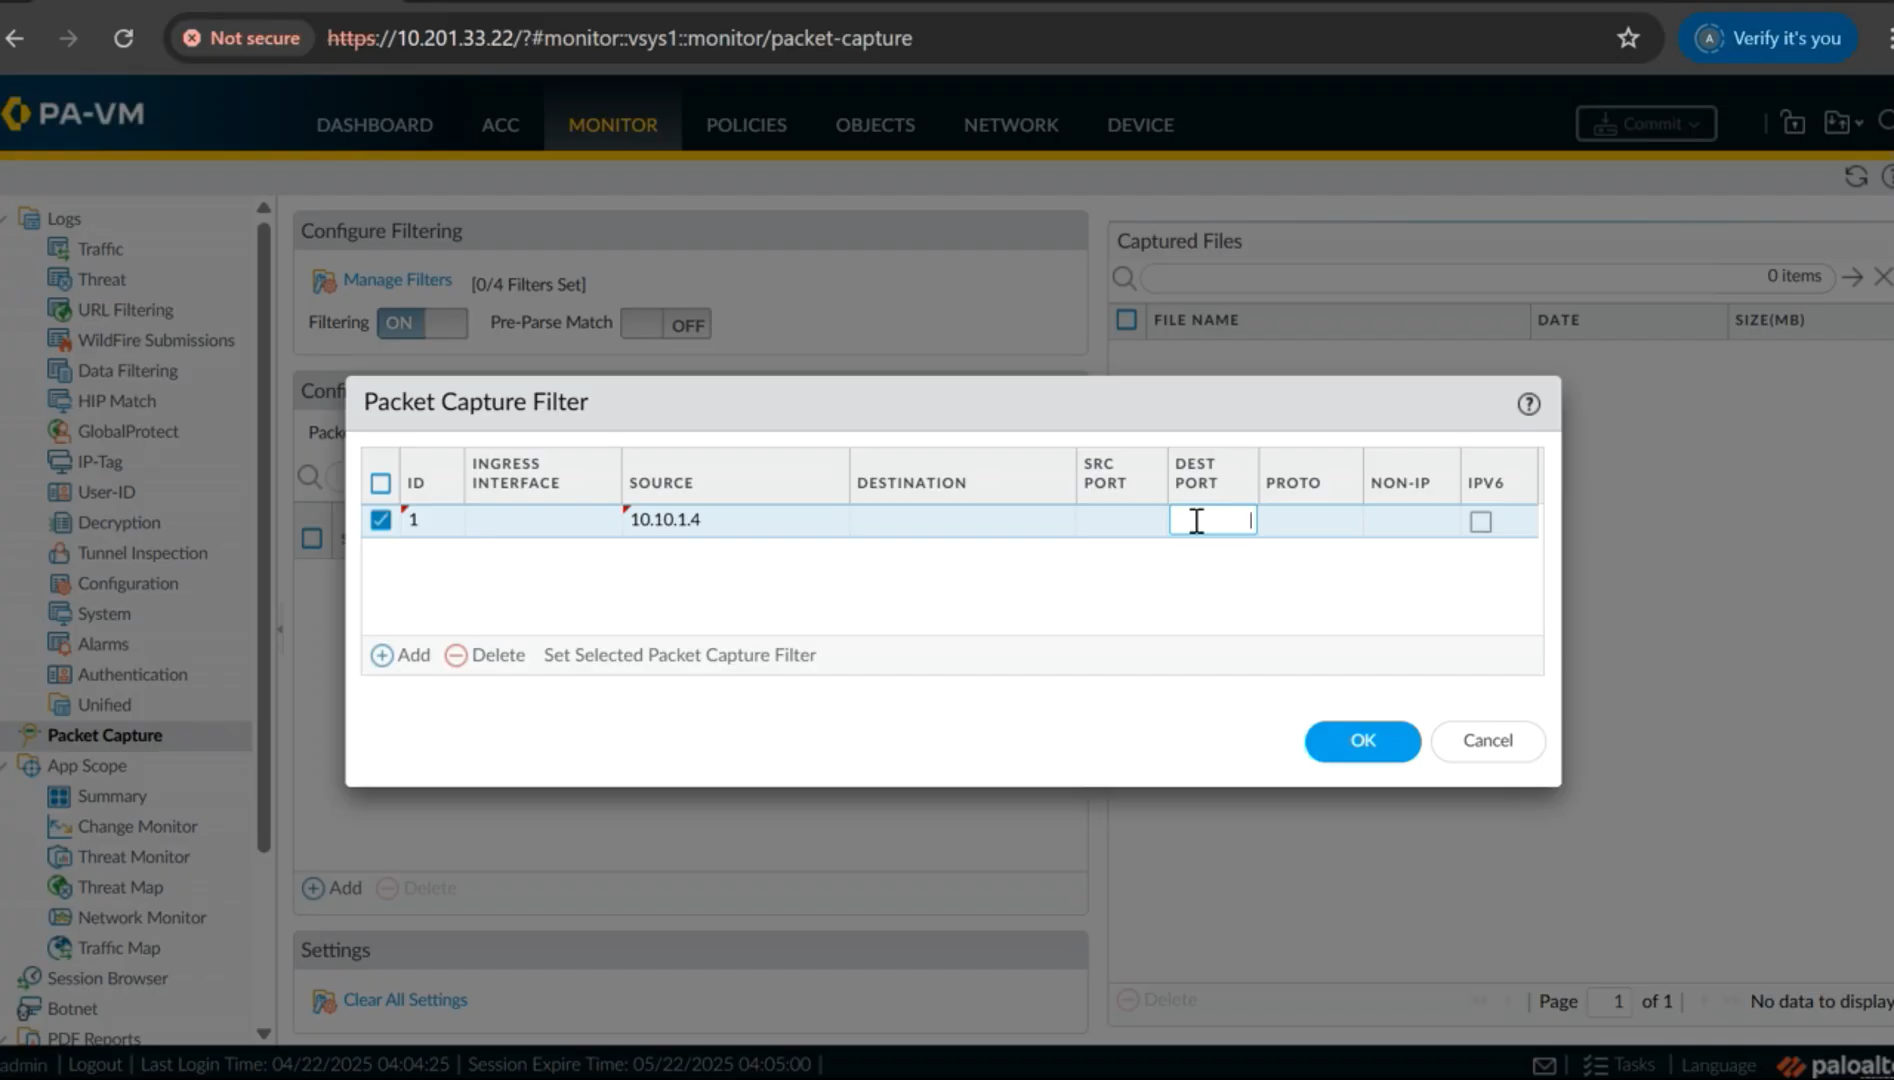 Not secure https://10.201.33.22/?#monitor::vsys1::monitor/packet-capture Verify it's you
PA-VM DASHBOARD ACC MONITOR POLICIES OBJECTS NETWORK DEVICE Commit
Logs
Traffic
Threat
URL Filtering
WildFire Submissions
Data Filtering
HIP Match
GlobalProtect
IP-Tag
User-ID
Decryption
Tunnel Inspection
Configuration
System
Alarms
Authentication
Unified
Packet Capture
App Scope
Summary
Change Monitor
Threat Monitor
Threat Map
Network Monitor
Traffic Map
Session Browser
Botnet
PDF Reports
Configure Filtering
Manage Filters [0/4 Filters Set]
Filtering ON Pre-Parse Match OFF
Captured Files
0 items
FILE NAME DATE SIZE(MB)
Packet Capture Filter
ID INGRESS INTERFACE SOURCE DESTINATION SRC PORT DEST PORT PROTO NON-IP IPV6
1 10.10.1.4
Add Delete Set Selected Packet Capture Filter
OK Cancel
Add Delete
Settings
Clear All Settings
Delete Page 1 of 1 No data to display
admin Logout Last Login Time: 04/22/2025 04:04:25 Session Expire Time: 05/22/2025 04:05:00 Tasks Language paloalto